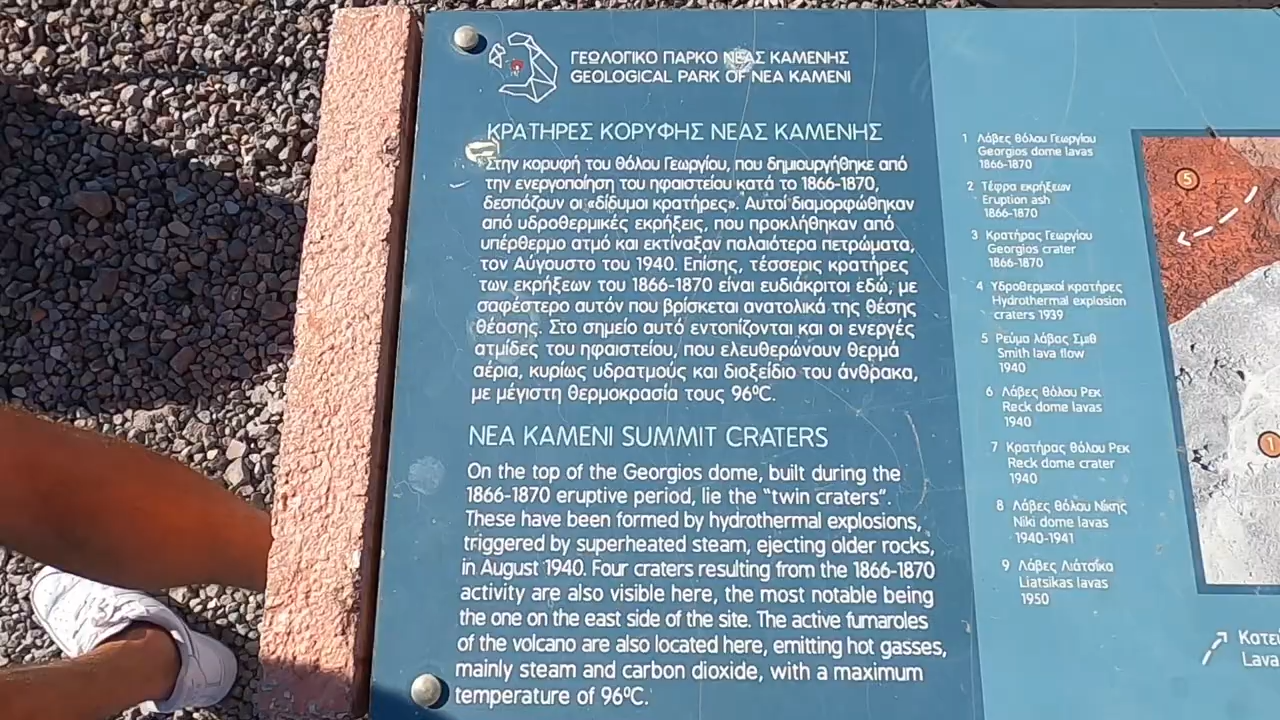 ΓΕΩΛΟΓΙΚΟ ΠΑΡΚΟ ΝΕΑΣ ΚΑΜΕΝΗΣ
GEOLOGICAL PARK OF NEA KAMENI
ΚΡΑΤΗΡΕΣ ΚΟΡΥΦΗΣ ΝΕΑΣ ΚΑΜΕΝΗΣ
Στην κορυφή του θόλου Γεωργίου, που δημιουργήθηκε από
την ενεργοποίηση του ηφαιστείου κατά το 1866-1870,
δεσπόζουν οι «δίδυμοι κρατήρες». Αυτοί διαμορφώθηκαν
από υδροθερμικές εκρήξεις, που προκλήθηκαν από
υπέρθερμο ατμό και εκτίναξαν παλαιότερα πετρώματα,
τον Αύγουστο του 1940. Επίσης, τέσσερις κρατήρες
των εκρήξεων του 1866-1870 είναι ευδιάκριτοι εδώ, με
σαφέστερο αυτόν που βρίσκεται ανατολικά της θέσης
θέασης. Στο σημείο αυτό εντοπίζονται και οι ενεργές
ατμίδες του ηφαιστείου, που ελευθερώνουν θερμά
αέρια, κυρίως υδρατμούς και διοξείδιο του άνθρακα,
με μέγιστη θερμοκρασία τους 96ºC.
NEA KAMENI SUMMIT CRATERS
On the top of the Georgios dome, built during the
1866-1870 eruptive period, lie the "twin craters".
These have been formed by hydrothermal explosions,
triggered by superheated steam, ejecting older rocks,
in August 1940. Four craters resulting from the 1866-1870
activity are also visible here, the most notable being
the one on the east side of the site. The active fumaroles
of the volcano are also located here, emitting hot gasses,
mainly steam and carbon dioxide, with a maximum
temperature of 96ºC.
1 Λάβες θόλου Γεωργίου
Georgios dome lavas
1866-1870
2 Τέφρα εκρήξεων
Eruption ash
1866-1870
3 Κρατήρας Γεωργίου
Georgios crater
1866-1870
4 Υδροθερμικοί κρατήρες
Hydrothermal explosion
craters 1939
5 Ρεύμα λάβας Σμιθ
Smith lava flow
1940
6 Λάβες θόλου Ρεκ
Reck dome lavas
1940
7 Κρατήρας θόλου Ρεκ
Reck dome crater
1940
8 Λάβες θόλου Νίκης
Niki dome lavas
1940-1941
9 Λάβες Λιάτσικα
Liatsikas lavas
1950
5
1
Lava